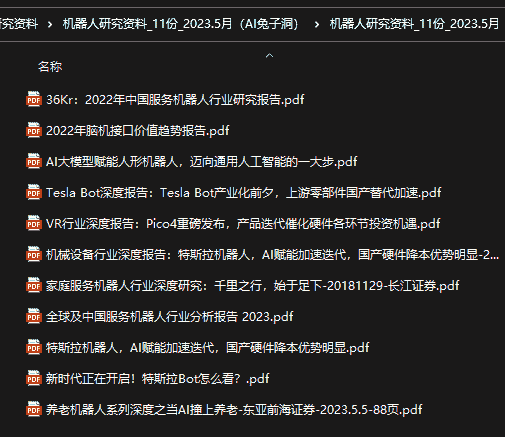 究资料 › 机器人研究资料_11份_2023.5月（AI兔子洞） › 机器人研究资料_11份_2023.5月
名称
36Kr：2022年中国服务机器人行业研究报告.pdf
2022年脑机接口价值趋势报告.pdf
AI大模型赋能人形机器人，迈向通用人工智能的一大步.pdf
Tesla Bot深度报告：Tesla Bot产业化前夕，上游零部件国产替代加速.pdf
VR行业深度报告：Pico4重磅发布，产品迭代催化硬件各环节投资机遇.pdf
机械设备行业深度报告：特斯拉机器人，AI赋能加速迭代，国产硬件降本优势明显-2...
家庭服务机器人行业深度研究：千里之行，始于足下-20181129-长江证券.pdf
全球及中国服务机器人行业分析报告 2023.pdf
特斯拉机器人，AI赋能加速迭代，国产硬件降本优势明显.pdf
新时代正在开启！特斯拉Bot怎么看？.pdf
养老机器人系列深度之当AI撞上养老-东亚前海证券-2023.5.5-88页.pdf